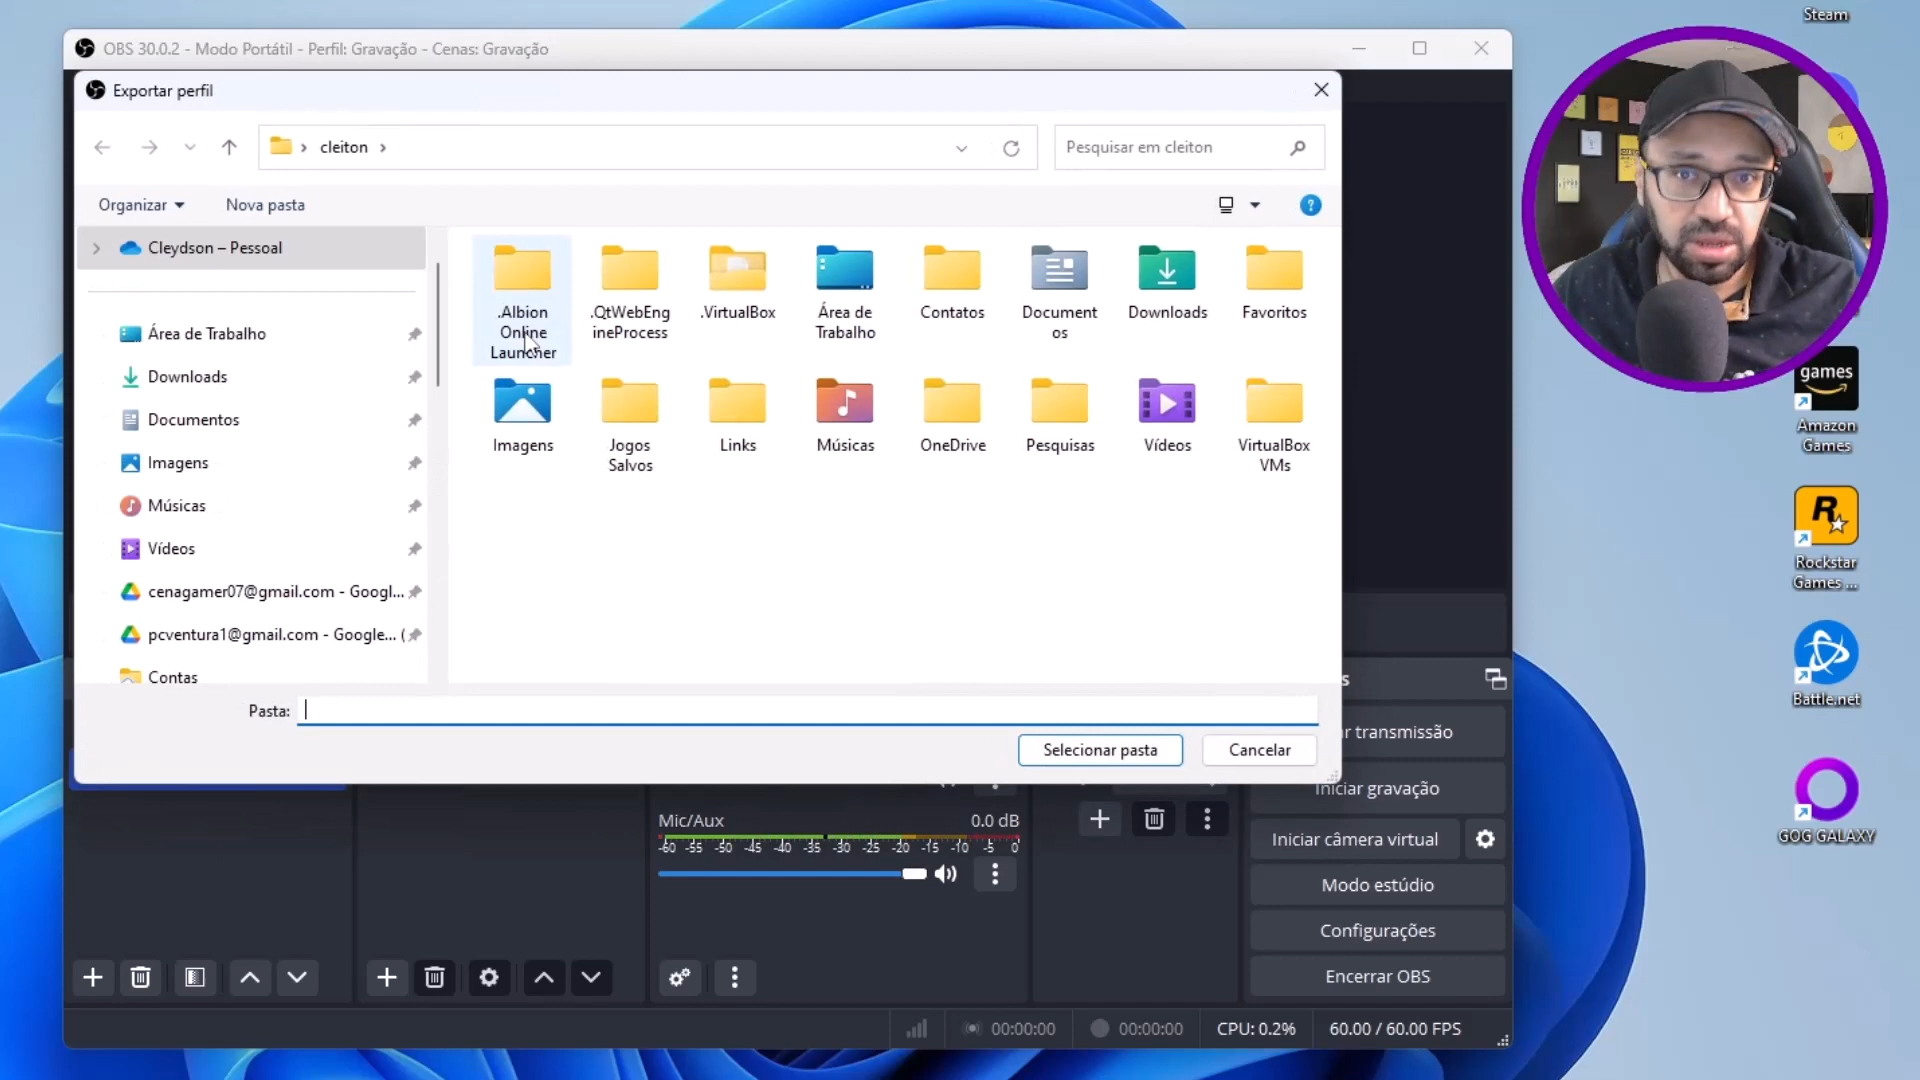 Steam
OBS 30.0.2 - Modo Portátil - Perfil: Gravação - Cenas: Gravação
Exportar perfil
cleiton
Pesquisar em cleiton
Organizar
Nova pasta
?
Cleydson – Pessoal
Área de Trabalho
Downloads
Documentos
Imagens
Músicas
Vídeos
cenagamer07@gmail.com - Googl...
pcventura1@gmail.com - Google... (
Contas
.Albion
Online
Launcher
.QtWebEng
ineProcess
.VirtualBox
Área de
Trabalho
Contatos
Document
os
Downloads
Favoritos
Imagens
Jogos
Salvos
Links
Músicas
OneDrive
Pesquisas
Vídeos
VirtualBox
VMs
Pasta:
Selecionar pasta
Cancelar
s
r transmissão
Iniciar gravação
Iniciar câmera virtual
Modo estúdio
Configurações
Encerrar OBS
Mic/Aux
0.0 dB
-60 -55 -50 -45 -40 -35 -30 -25 -20 -15 -10 -5 0
00:00:00
00:00:00
CPU: 0.2%
60.00 / 60.00 FPS
games
Amazon
Games
R
Rockstar
Games ...
Battle.net
GOG GALAXY